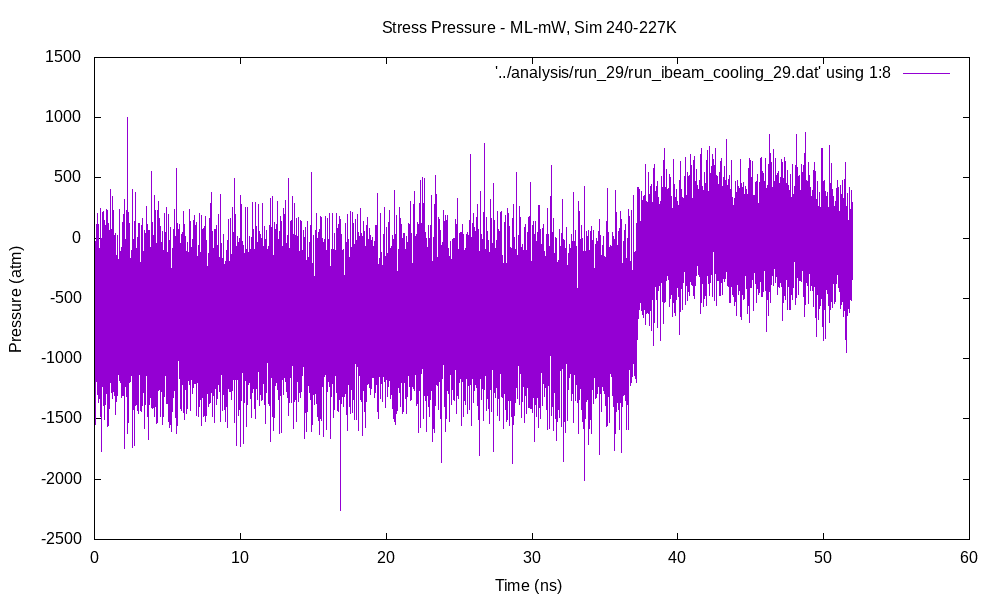 Stress Pressure - ML-mW, Sim 240-227K
'../analysis/run_29/run_ibeam_cooling_29.dat' using 1:8
1500
1000
500
0
-500
-1000
-1500
-2000
-2500
Pressure (atm)
0 10 20 30 40 50 60
Time (ns)